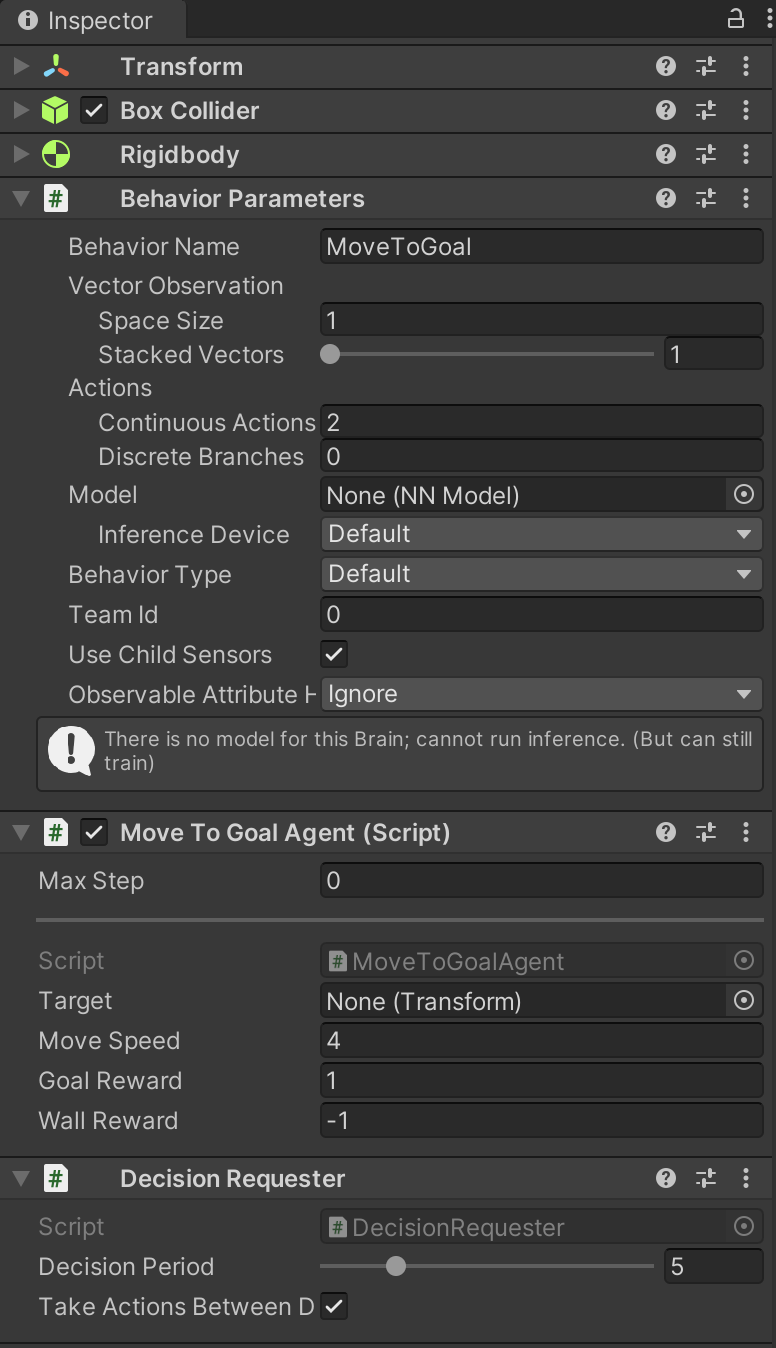 Inspector
Transform
Box Collider
Rigidbody
Behavior Parameters
Behavior Name MoveToGoal
Vector Observation
Space Size 1
Stacked Vectors 1
Actions
Continuous Actions 2
Discrete Branches 0
Model None (NN Model)
Inference Device Default
Behavior Type Default
Team Id 0
Use Child Sensors
Observable Attribute H Ignore
There is no model for this Brain; cannot run inference. (But can still
train)
Move To Goal Agent (Script)
Max Step 0
Script # MoveToGoalAgent
Target None (Transform)
Move Speed 4
Goal Reward 1
Wall Reward -1
Decision Requester
Script # DecisionRequester
Decision Period 5
Take Actions Between D